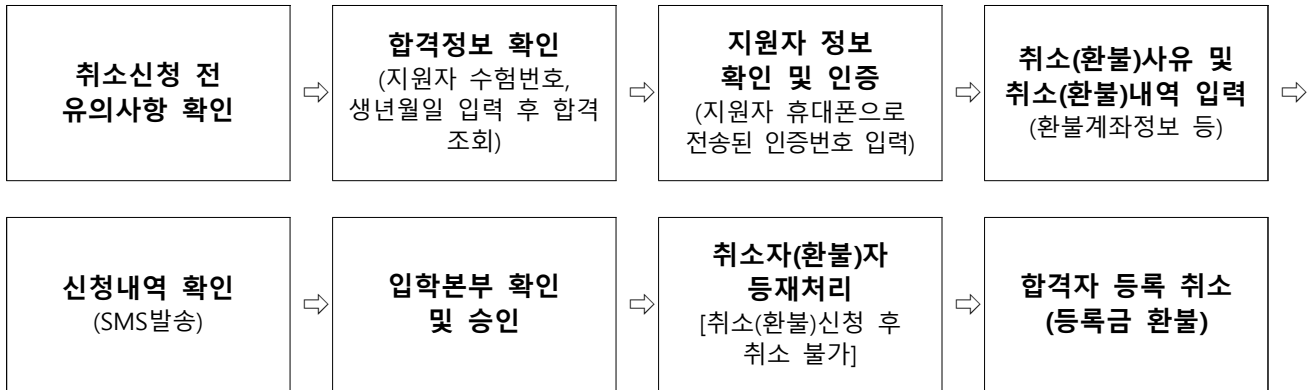 취소신청 전
유의사항 확인
⇨
합격정보 확인
(지원자 수험번호,
생년월일 입력 후 합격
조회)
⇨
지원자 정보
확인 및 인증
(지원자 휴대폰으로
전송된 인증번호 입력)
⇨
취소(환불)사유 및
취소(환불)내역 입력
(환불계좌정보 등)
⇨
신청내역 확인
(SMS발송)
⇨
입학본부 확인
및 승인
⇨
취소자(환불)자
등재처리
[취소(환불)신청 후
취소 불가]
⇨
합격자 등록 취소
(등록금 환불)